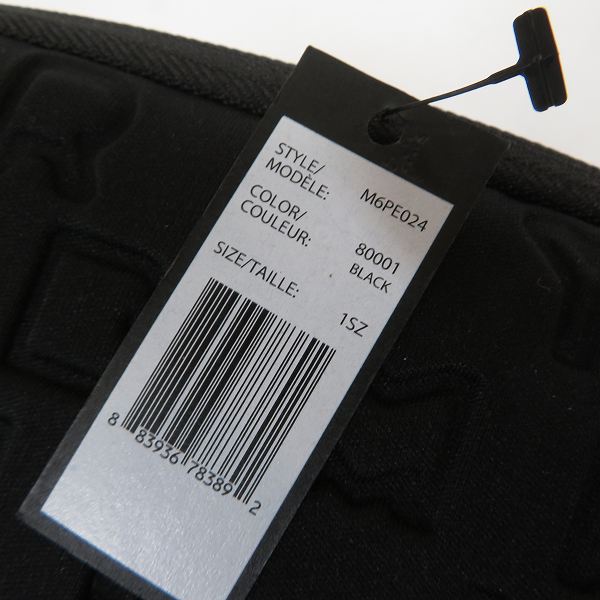 STYLE/
MODÈLE: M6PE024
COLOR/
COULEUR: 80001
BLACK
SIZE/TAILLE: 1SZ
8 83936 78389 2